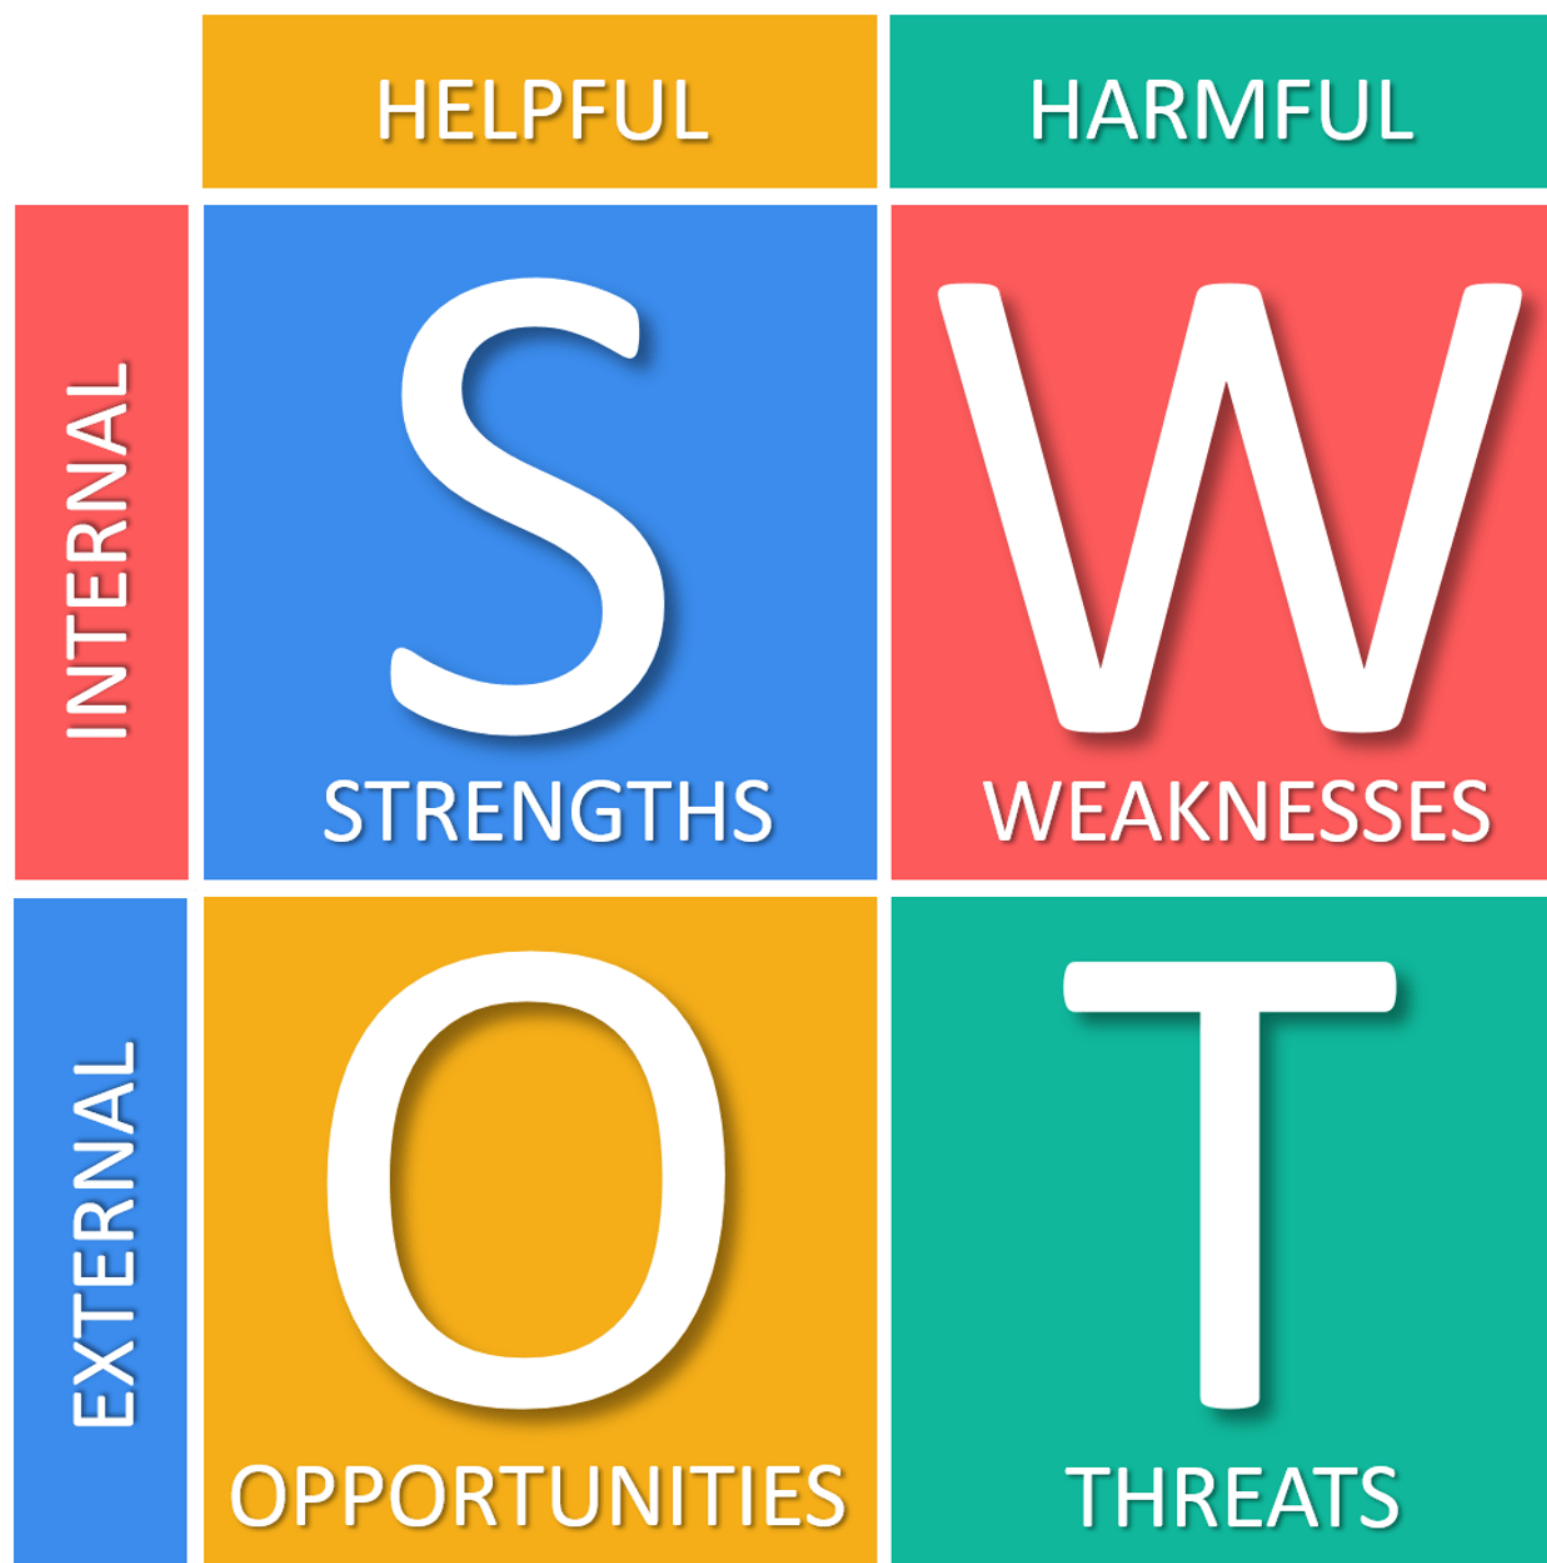 HELPFUL
HARMFUL
INTERNAL
S
STRENGTHS
W
WEAKNESSES
EXTERNAL
O
OPPORTUNITIES
T
THREATS